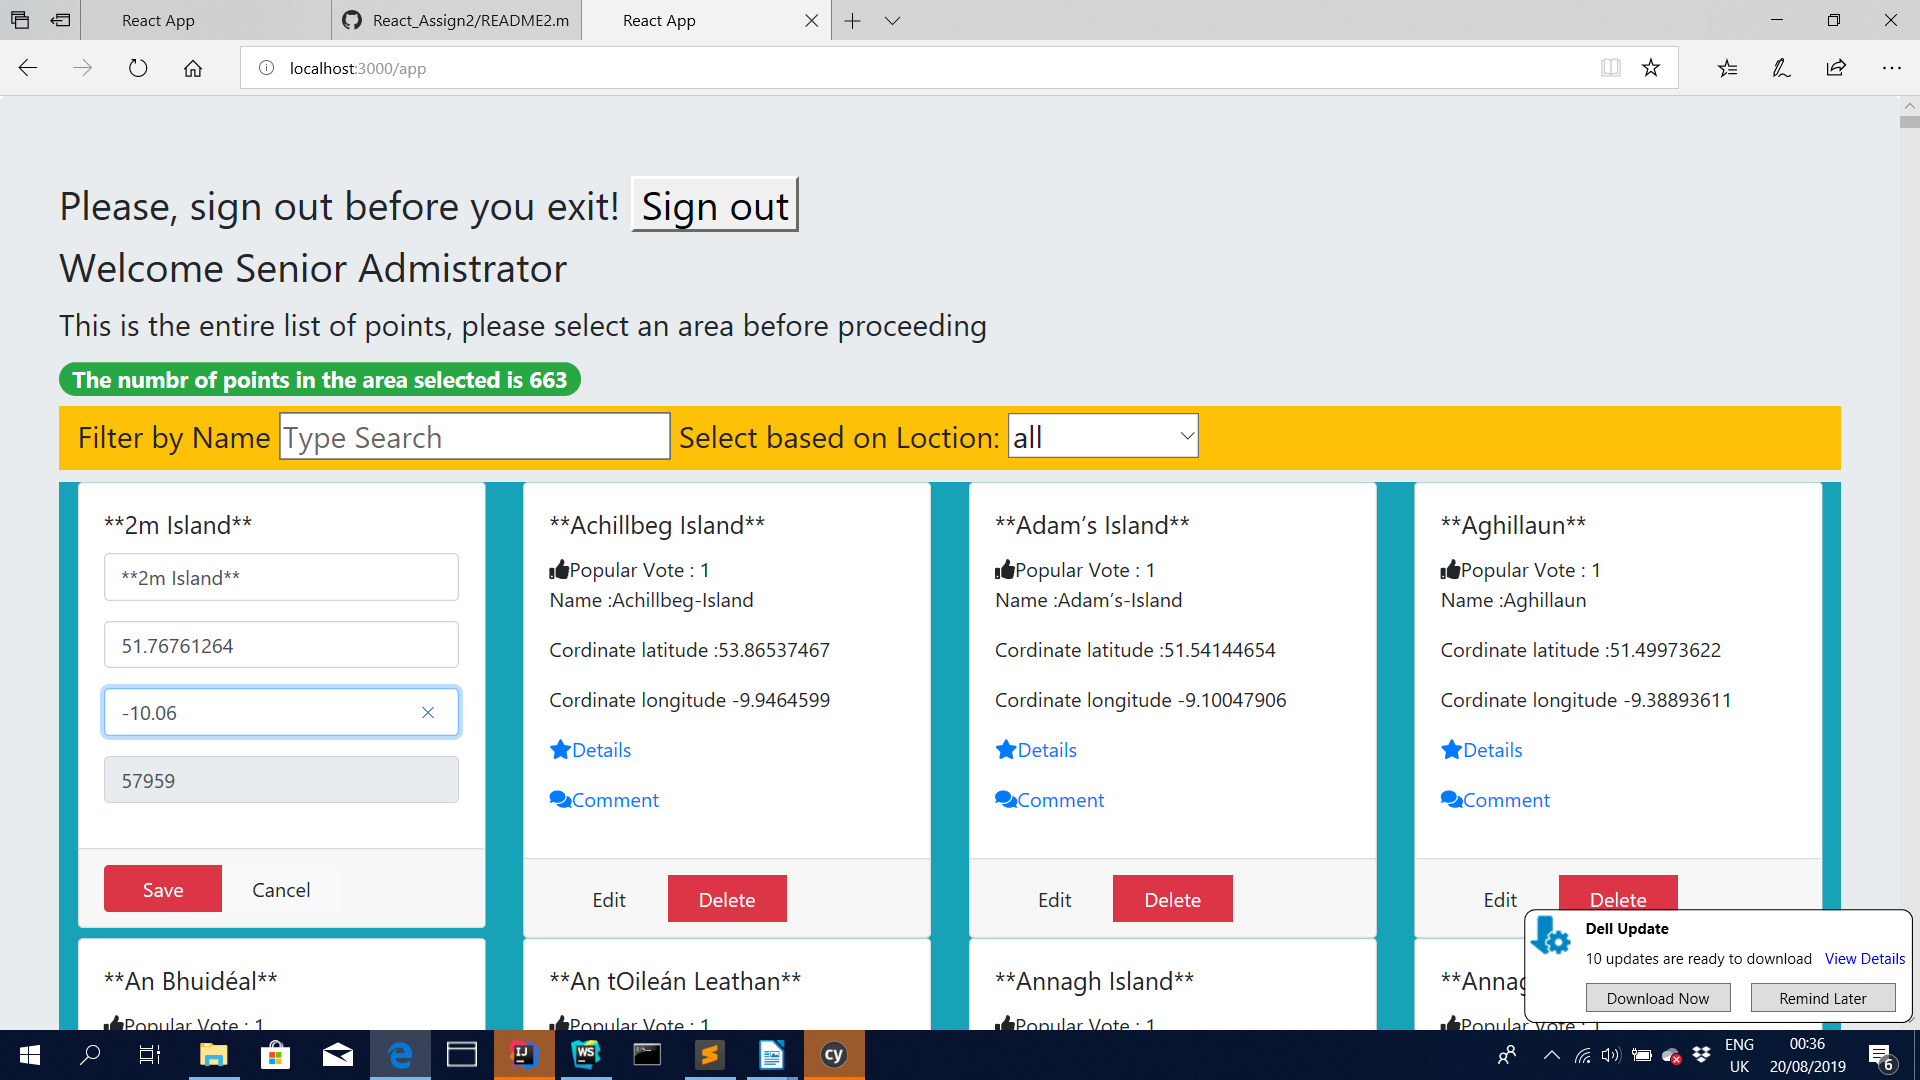 React App
React_Assign2/README2.m
React App
localhost:3000/app
Please, sign out before you exit! Sign out
Welcome Senior Admistrator
This is the entire list of points, please select an area before proceeding
The numbr of points in the area selected is 663
Filter by Name Type Search Select based on Loction: all
**2m Island**
**2m Island**
51.76761264
-10.06
57959
Save Cancel
**Achillbeg Island**
Popular Vote : 1
Name :Achillbeg-Island
Cordinate latitude :53.86537467
Cordinate longitude -9.9464599
Details
Comment
Edit Delete
**Adam’s Island**
Popular Vote : 1
Name :Adam’s-Island
Cordinate latitude :51.54144654
Cordinate longitude -9.10047906
Details
Comment
Edit Delete
**Aghillaun**
Popular Vote : 1
Name :Aghillaun
Cordinate latitude :51.49973622
Cordinate longitude -9.38893611
Details
Comment
Edit Delete
**An Bhuidéal**
Popular Vote : 1
**An tOileán Leathan**
Popular Vote : 1
**Annagh Island**
Popular Vote : 1
**Annag
Popular Vote : 1
Dell Update
10 updates are ready to download View Details
Download Now Remind Later
IJ
WS
cy
ENG
UK
00:36
20/08/2019
6